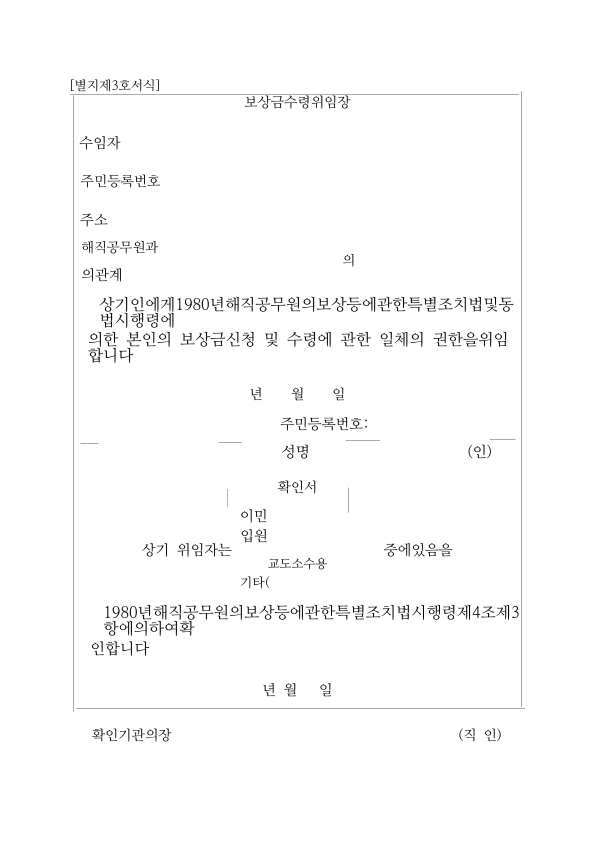 [별지제3호서식]
보상금수령위임장
수임자
주민등록번호
주소
해직공무원과
의
의관계
상기인에게1980년해직공무원의보상등에관한특별조치법및동
법시행령에
의한 본인의 보상금신청 및 수령에 관한 일체의 권한을위임
합니다
년 월 일
주민등록번호:
성명 (인)
확인서
이민
입원
상기 위임자는 중에있음을
교도소수용
기타(
1980년해직공무원의보상등에관한특별조치법시행령제4조제3
항에의하여확
인합니다
년 월 일
확인기관의장 (직 인)